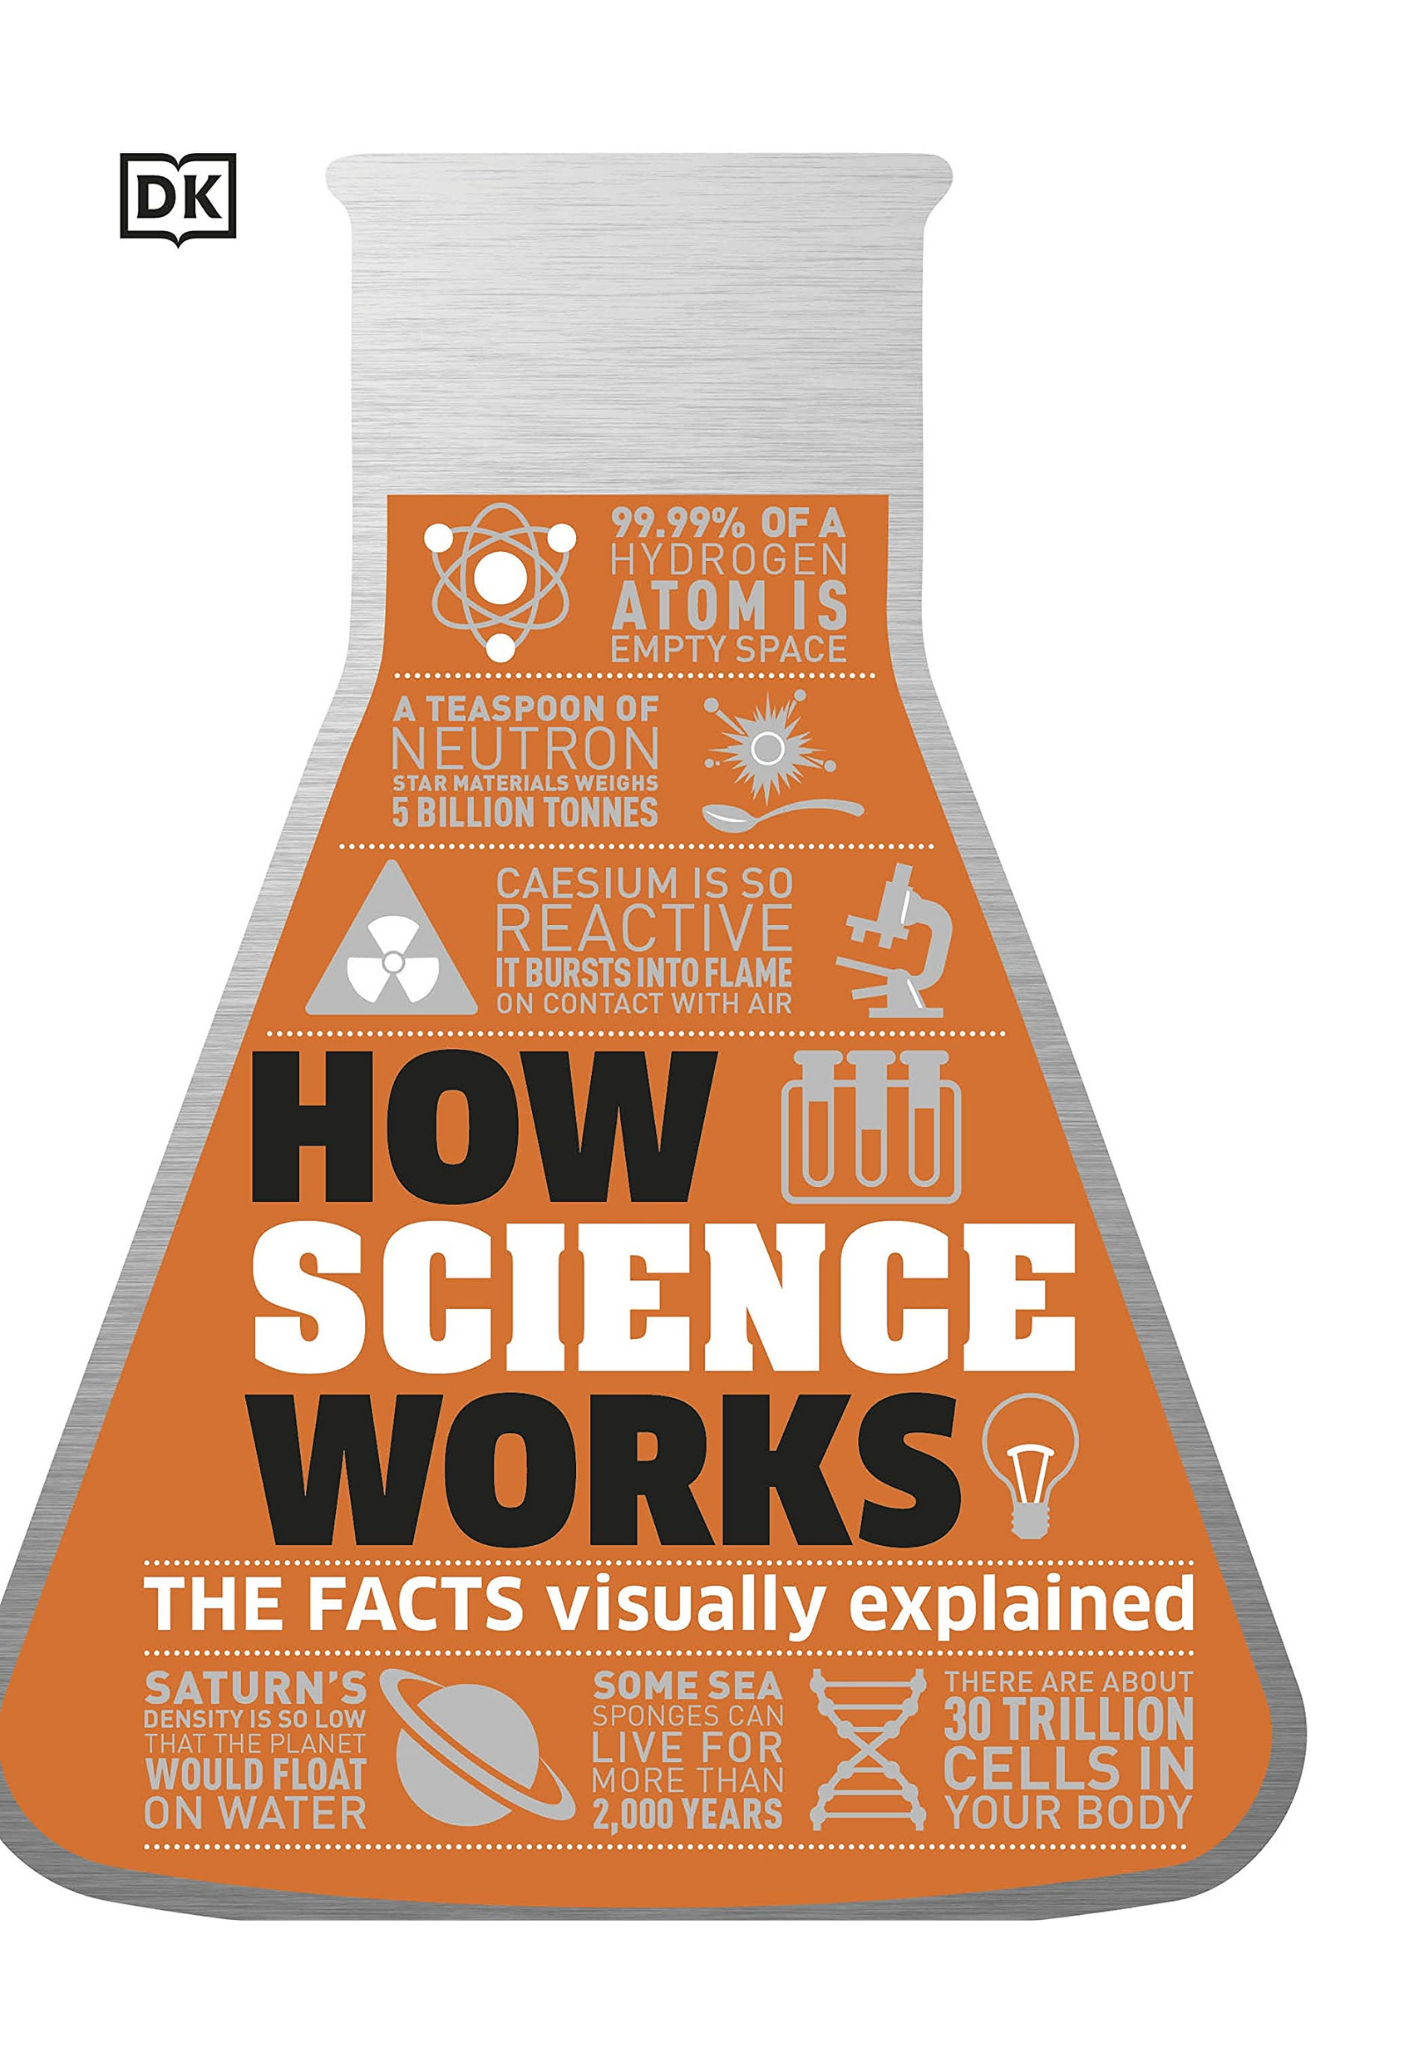 DK
99.99% OF A
HYDROGEN
ATOM IS
EMPTY SPACE
A TEASPOON OF
NEUTRON
STAR MATERIALS WEIGHS
5 BILLION TONNES
CAESIUM IS SO
REACTIVE
IT BURSTS INTO FLAME
ON CONTACT WITH AIR
HOW
SCIENCE
WORKS
THE FACTS visually explained
SATURN'S
DENSITY IS SO LOW
THAT THE PLANET
WOULD FLOAT
ON WATER
SOME SEA
SPONGES CAN
LIVE FOR
MORE THAN
2,000 YEARS
THERE ARE ABOUT
30 TRILLION
CELLS IN
YOUR BODY